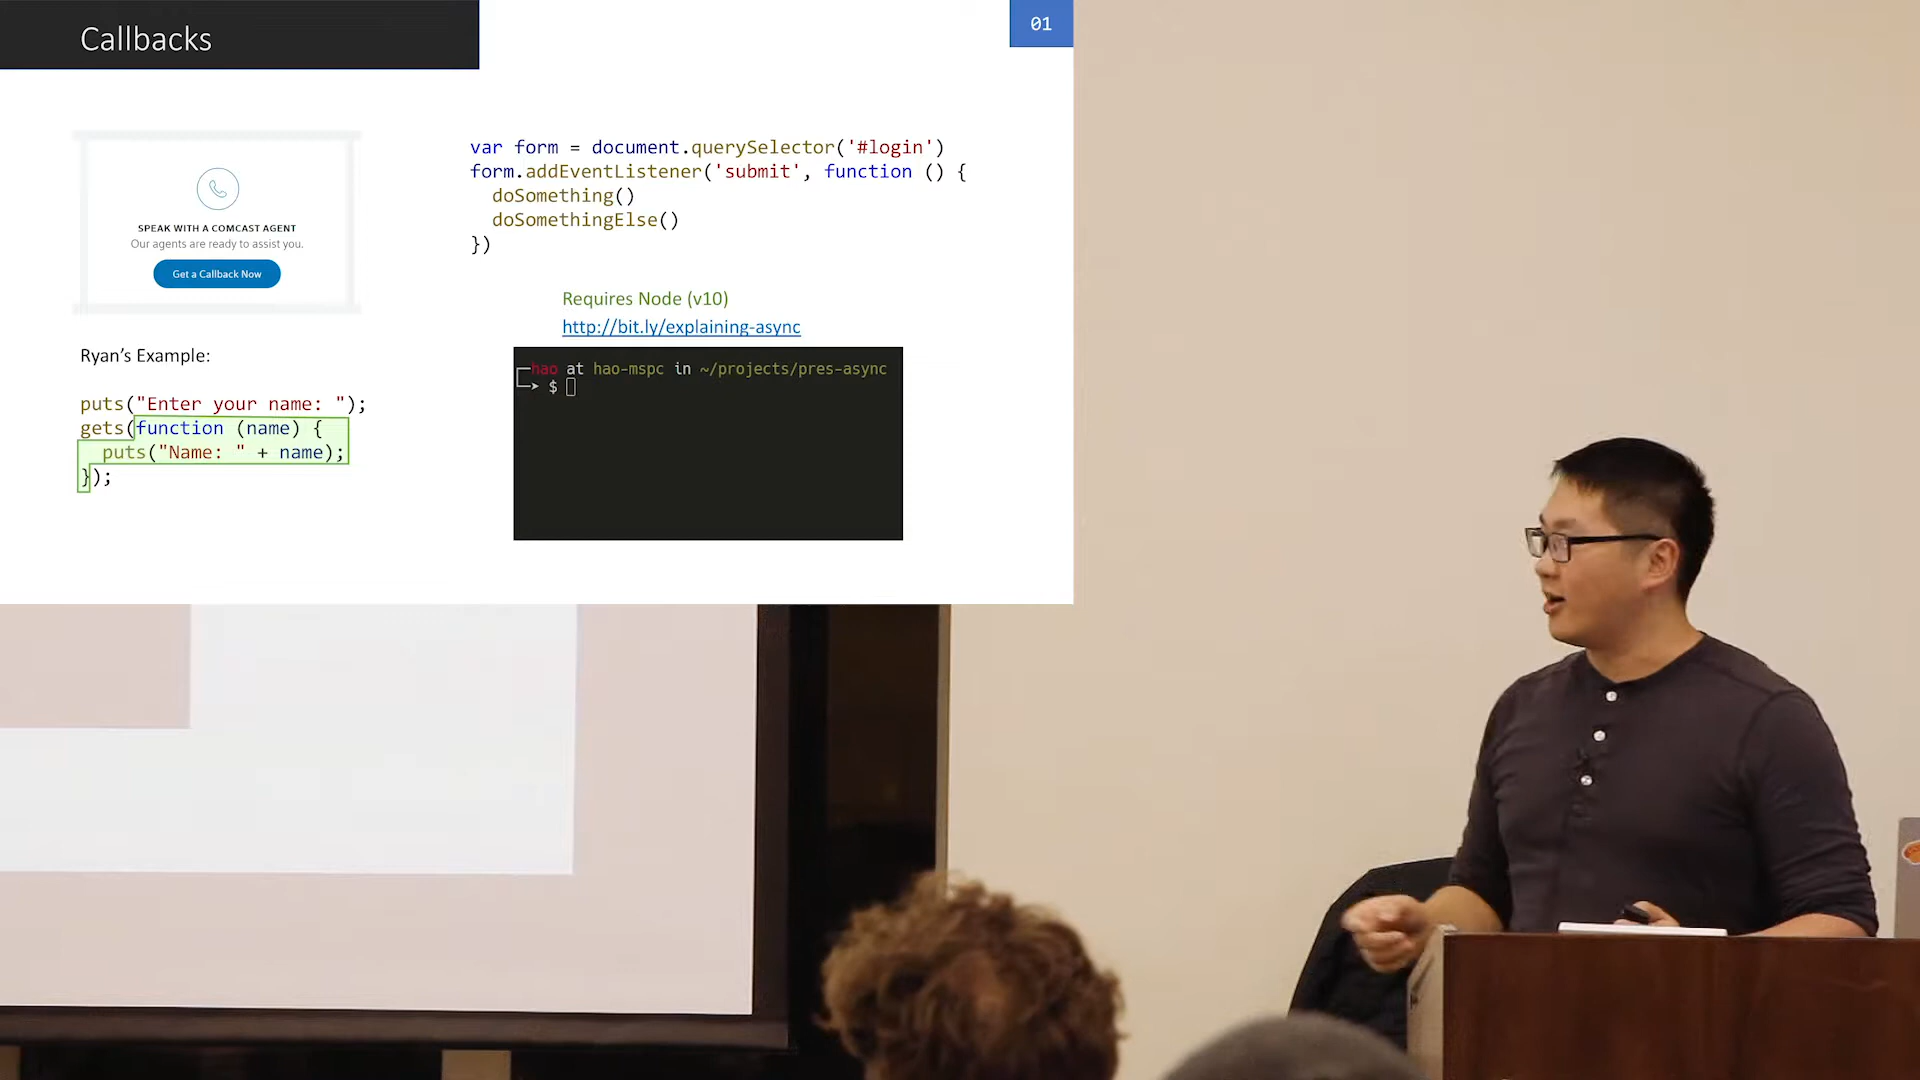 Callbacks
01
SPEAK WITH A COMCAST AGENT
Our agents are ready to assist you.
Get a Callback Now
Ryan's Example:
puts("Enter your name: ");
gets(function (name) {
  puts("Name: " + name);
});
var form = document.querySelector('#login')
form.addEventListener('submit', function () {
  doSomething()
  doSomethingElse()
})
Requires Node (v10)
http://bit.ly/explaining-async
hao at hao-mspc in ~/projects/pres-async
$